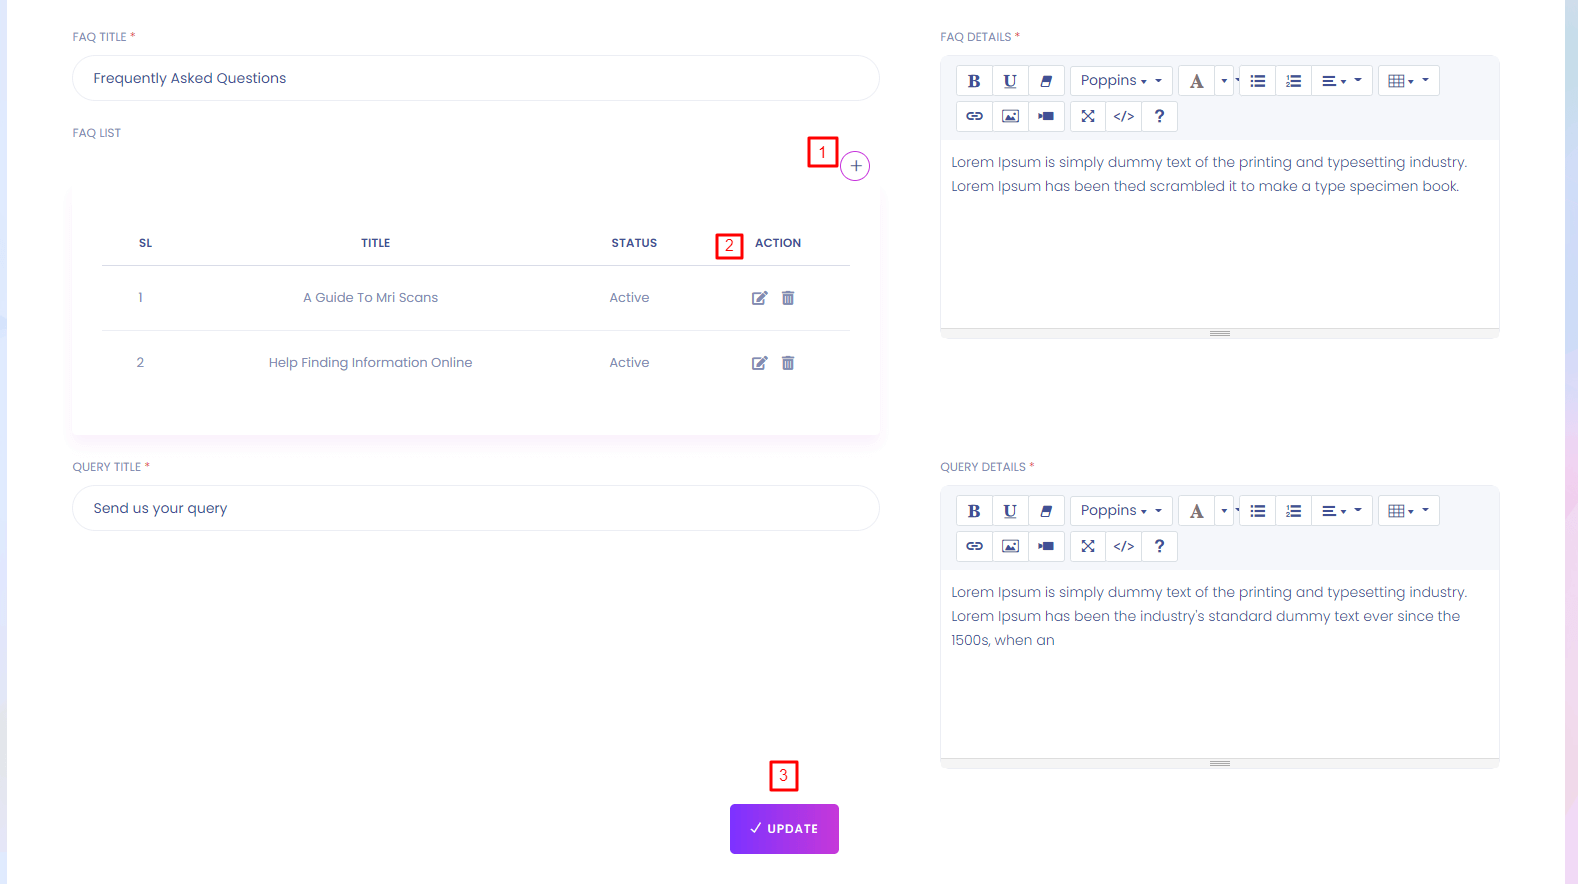 FAQ TITLE *
Frequently Asked Questions
FAQ LIST
1
+
SL TITLE STATUS 2 ACTION
1 A Guide To Mri Scans Active
2 Help Finding Information Online Active
QUERY TITLE *
Send us your query
FAQ DETAILS *
B U Poppins A
</> ?
Lorem Ipsum is simply dummy text of the printing and typesetting industry.
Lorem Ipsum has been thed scrambled it to make a type specimen book.
QUERY DETAILS *
B U Poppins A
</> ?
Lorem Ipsum is simply dummy text of the printing and typesetting industry.
Lorem Ipsum has been the industry's standard dummy text ever since the
1500s, when an
3
✓ UPDATE